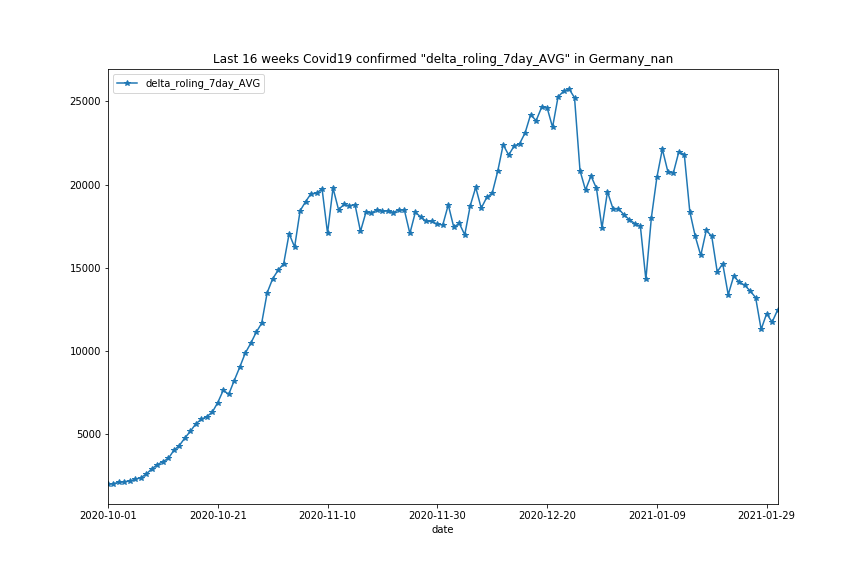 Last 16 weeks Covid19 confirmed "delta_roling_7day_AVG" in Germany_nan
delta_roling_7day_AVG
25000
20000
15000
10000
5000
2020-10-01 2020-10-21 2020-11-10 2020-11-30 2020-12-20 2021-01-09 2021-01-29
date